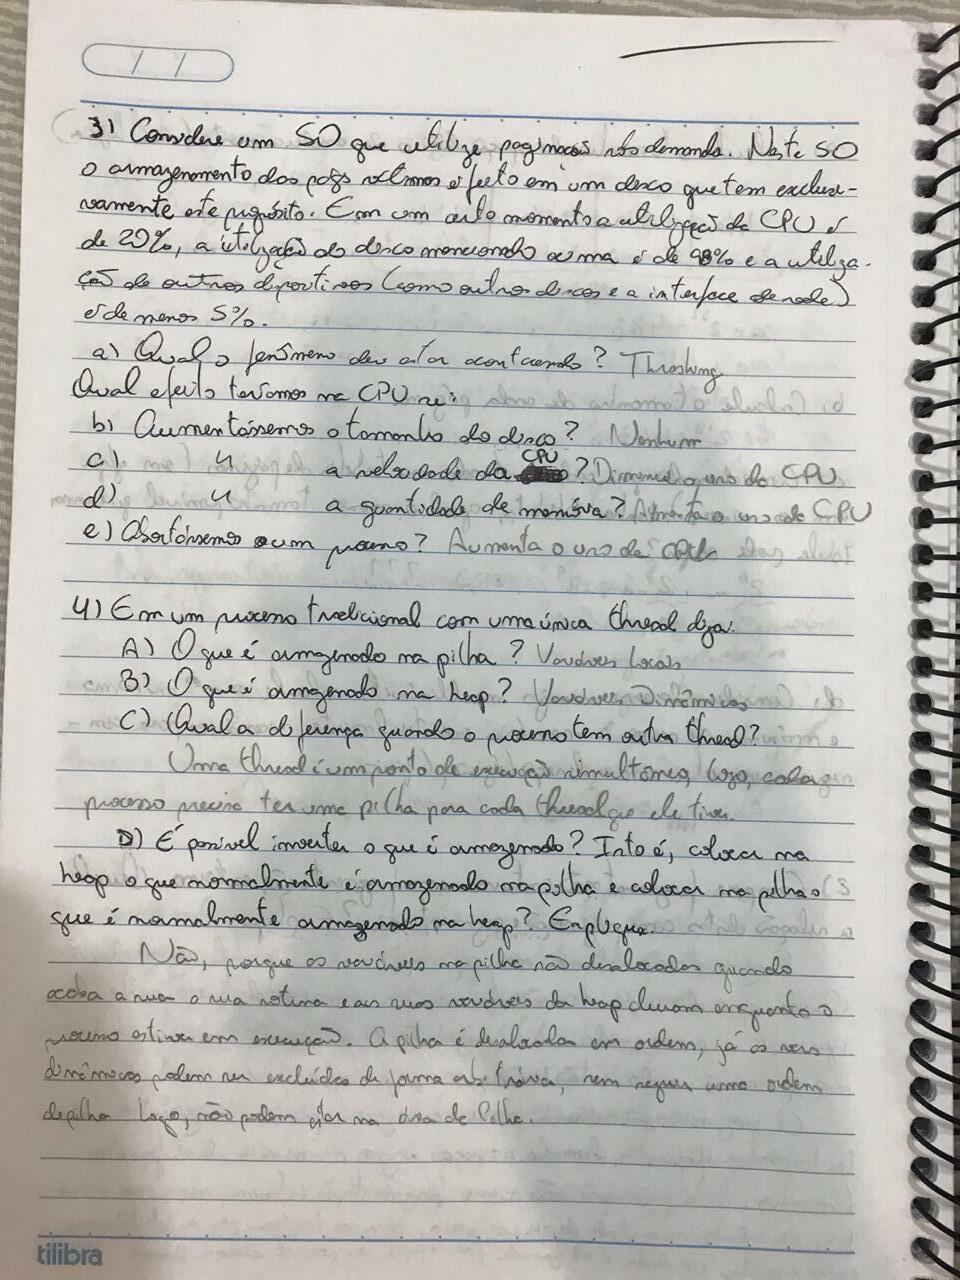 3) Considere um SO que utilize paginação sob demanda. Neste SO
o armazenamento das págs vítimas é feito em um disco que tem exclusi-
vamente este propósito. Em um certo momento a utilização da CPU é
de 20%, a utilização do disco mencionado acima é de 98% e a utiliza-
ção de outros dispositivos (como outros discos e a interface de rede)
é de menos 5%.
a) Qual o fenômeno deve estar acontecendo? Thrashing
Qual efeito teríamos na CPU se:
b) Aumentássemos o tamanho do disco? Nenhum
c) " a velocidade da CPU ? Diminui o uso da CPU
d) " a quantidade de memória? Aumenta o uso de CPU
e) Abortássemos um processo? Aumenta o uso da CPU
4) Em um processo tradicional com uma única thread diga:
A) O que é armazenado na pilha? Variáveis locais
B) O que é armazenado na heap? Variáveis Dinâmicas
C) Qual a diferença quando o processo tem outra thread?
Uma thread é um ponto de execução simultânea, logo, cada
processo precisa ter uma pilha para cada thread que ele tiver.
D) É possível inverter o que é armazenado? Isto é, colocar na
heap o que normalmente é armazenado na pilha e colocar na pilha o
que é normalmente armazenado na heap? Explique.
Não, porque as variáveis na pilha são desalocadas quando
acaba a sua rotina e as suas variáveis da heap duram enquanto o
processo estiver em execução. A pilha é desalocada em ordem, já as vars
dinâmicas podem ser excluídas de forma arbitrária, sem seguir uma ordem
de pilha logo, não podem estar na área de Pilha.
tilibra